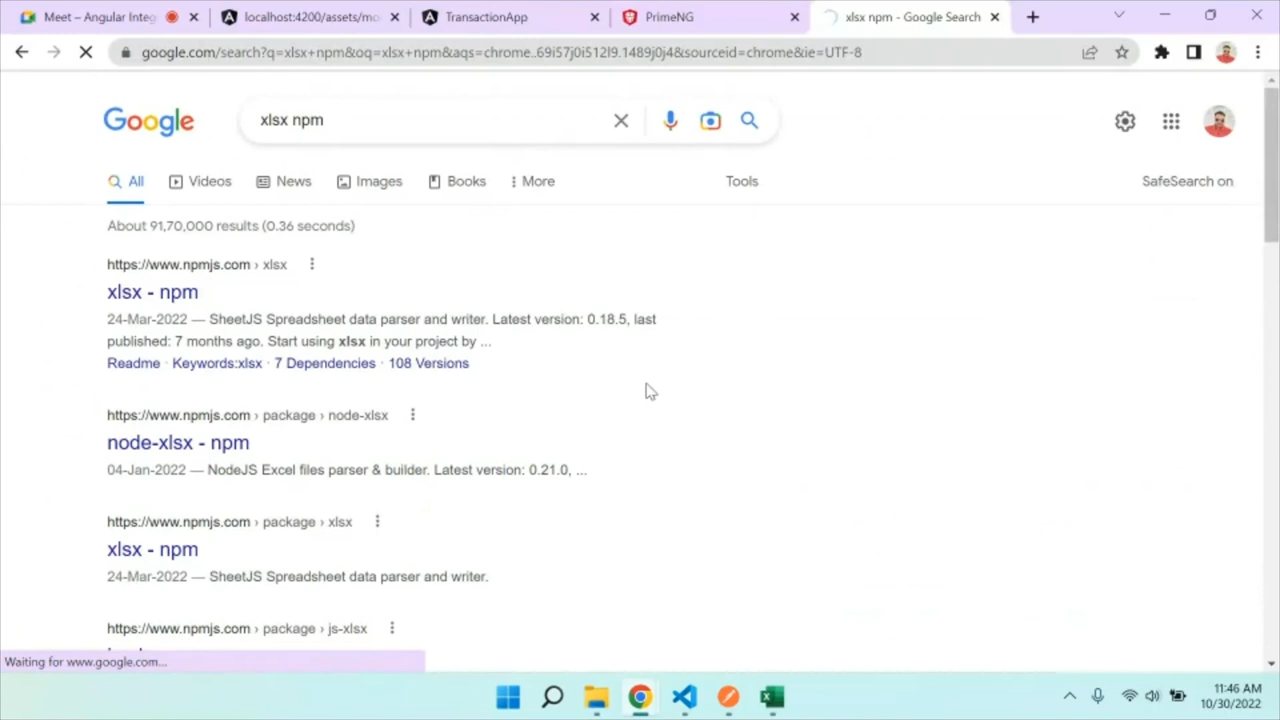 Meet – Angular Integ
localhost:4200/assets/mo
TransactionApp
PrimeNG
xlsx npm - Google Search
google.com/search?q=xlsx+npm&oq=xlsx+npm&aqs=chrome..69i57j0i512l9.1489j0j4&sourceid=chrome&ie=UTF-8
Google
xlsx npm
All
Videos
News
Images
Books
More
Tools
SafeSearch on
About 91,70,000 results (0.36 seconds)
https://www.npmjs.com › xlsx
xlsx - npm
24-Mar-2022 — SheetJS Spreadsheet data parser and writer. Latest version: 0.18.5, last
published: 7 months ago. Start using xlsx in your project by ...
Readme · Keywords:xlsx · 7 Dependencies · 108 Versions
https://www.npmjs.com › package › node-xlsx
node-xlsx - npm
04-Jan-2022 — NodeJS Excel files parser & builder. Latest version: 0.21.0, ...
https://www.npmjs.com › package › xlsx
xlsx - npm
24-Mar-2022 — SheetJS Spreadsheet data parser and writer.
https://www.npmjs.com › package › js-xlsx
Waiting for www.google.com...
11:46 AM
10/30/2022